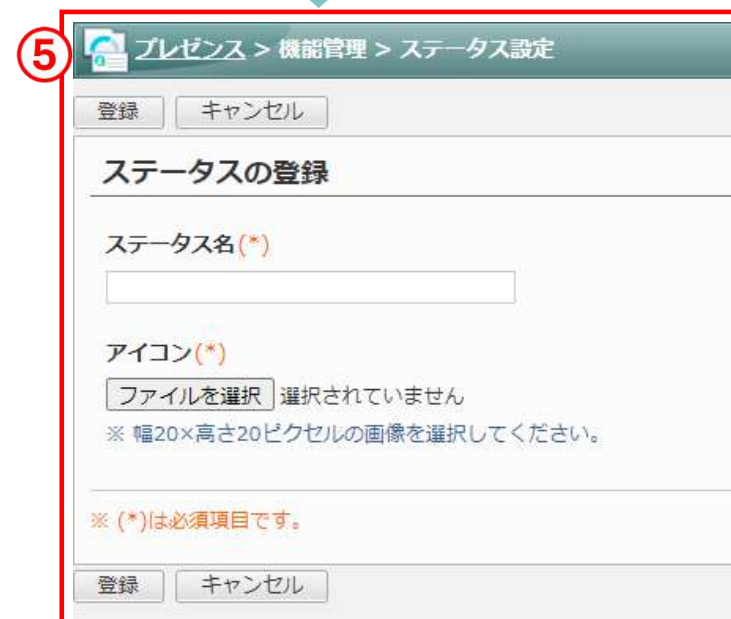 ⑤
プレゼンス > 機能管理 > ステータス設定
登録 キャンセル
ステータスの登録
ステータス名(*)
アイコン(*)
ファイルを選択 選択されていません
※ 幅20×高さ20ピクセルの画像を選択してください。
※ (*)は必須項目です。
登録 キャンセル